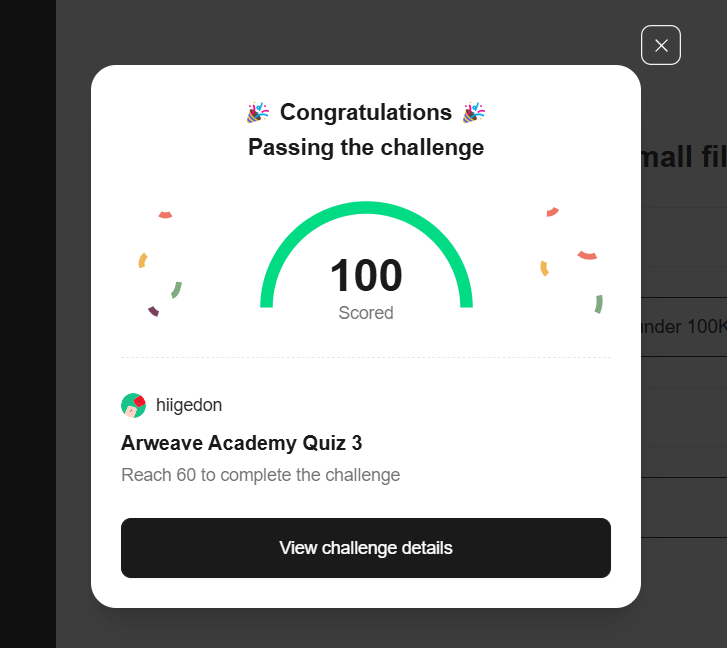 🎉 Congratulations 🎉
Passing the challenge
mall fil
100
Scored
under 100K
hiigedon
Arweave Academy Quiz 3
Reach 60 to complete the challenge
View challenge details